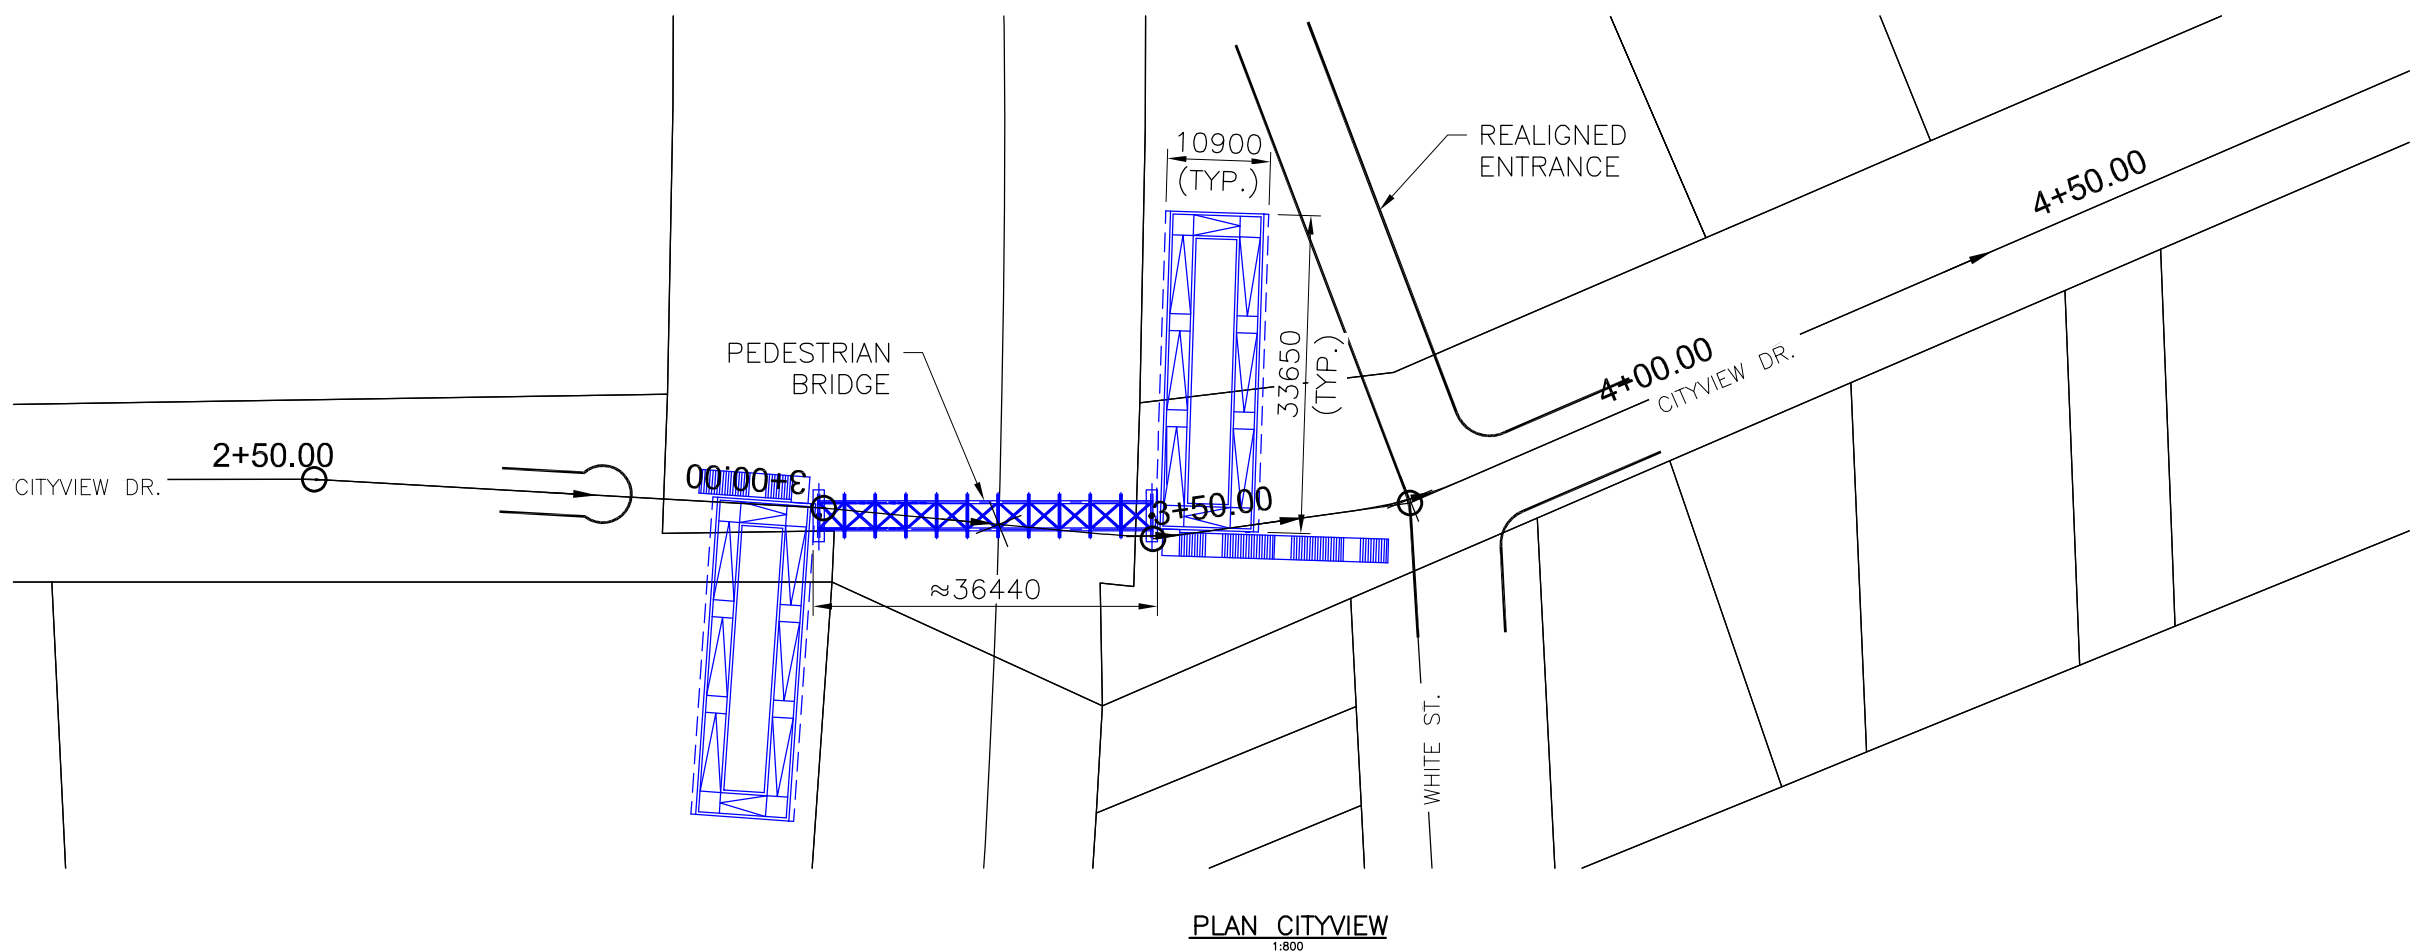 10900
(TYP.)
REALIGNED
ENTRANCE
4+50.00
PEDESTRIAN
BRIDGE
33650
(TYP.)
4+00.00
CITYVIEW DR.
2+50.00
CITYVIEW DR.
3+00.00
3+50.00
≈36440
WHITE ST.
PLAN CITYVIEW
1:800